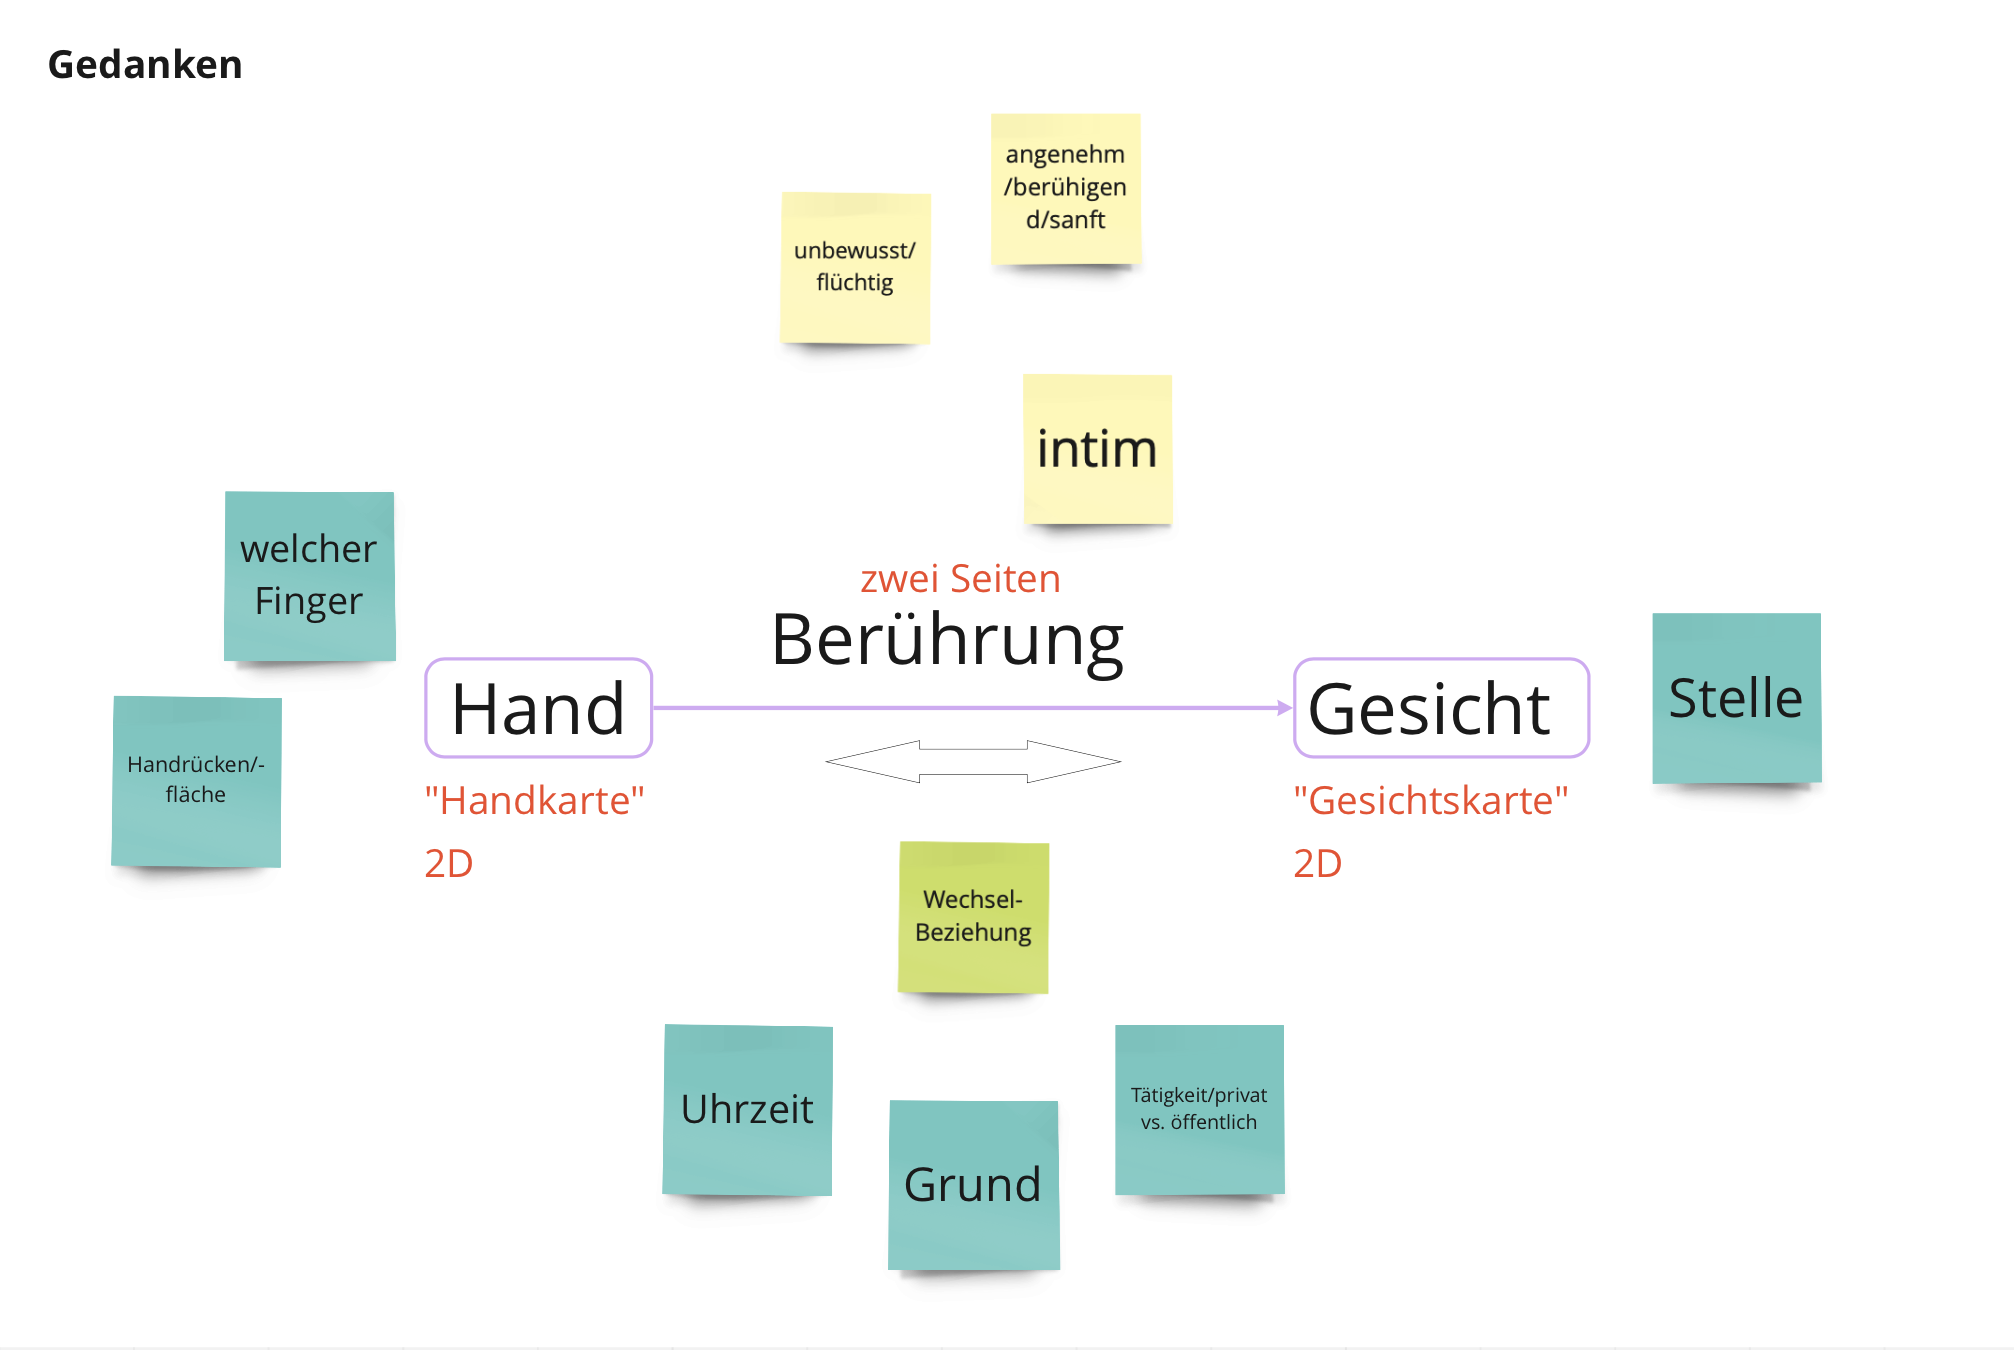 Gedanken
angenehm
/berühigen
d/sanft
unbewusst/
flüchtig
intim
welcher
Finger
zwei Seiten
Berührung
Hand
Gesicht
Stelle
Handrücken/-
fläche
"Handkarte"
2D
"Gesichtskarte"
2D
Wechsel-
Beziehung
Uhrzeit
Grund
Tätigkeit/privat
vs. öffentlich